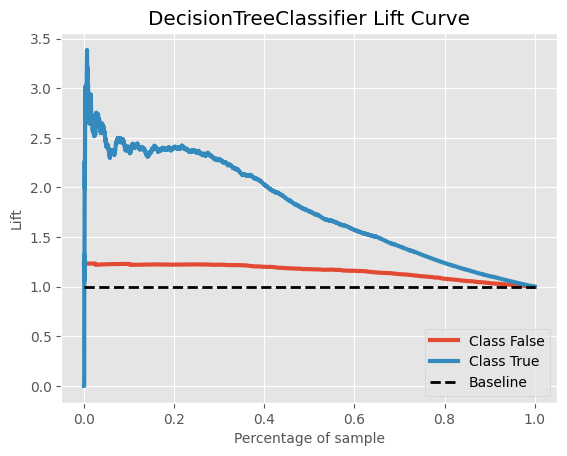 DecisionTreeClassifier Lift Curve
3.5
3.0
2.5
2.0
1.5
1.0
0.5
0.0
Lift
0.0 0.2 0.4 0.6 0.8 1.0
Percentage of sample
Class False
Class True
Baseline